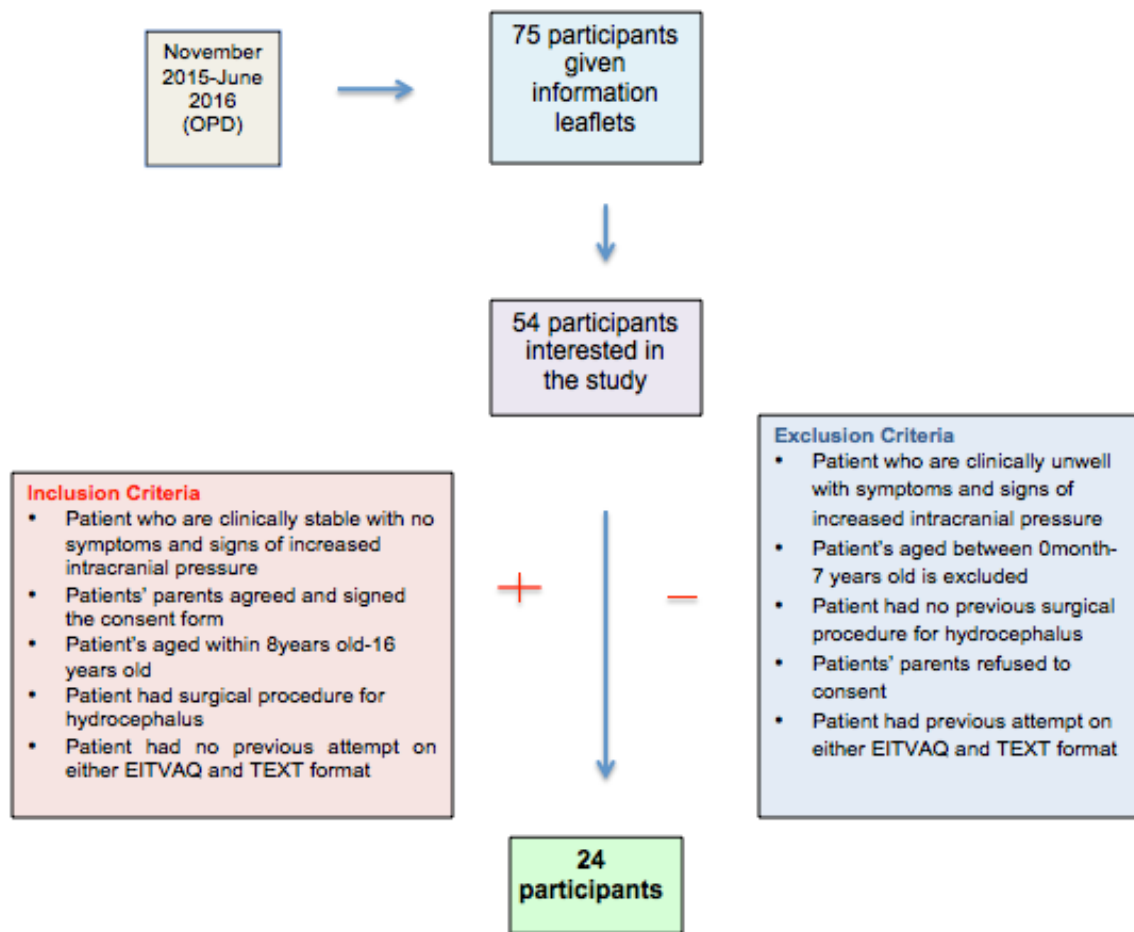 November
2015-June
2016
(OPD)
75 participants
given
information
leaflets
54 participants
interested in
the study
Inclusion Criteria
• Patient who are clinically stable with no
symptoms and signs of increased
intracranial pressure
• Patients' parents agreed and signed
the consent form
• Patient's aged within 8years old-16
years old
• Patient had surgical procedure for
hydrocephalus
• Patient had no previous attempt on
either EITVAQ and TEXT format
+
–
Exclusion Criteria
• Patient who are clinically unwell
with symptoms and signs of
increased intracranial pressure
• Patient's aged between 0month-
7 years old is excluded
• Patient had no previous surgical
procedure for hydrocephalus
• Patients' parents refused to
consent
• Patient had previous attempt on
either EITVAQ and TEXT format
24
participants